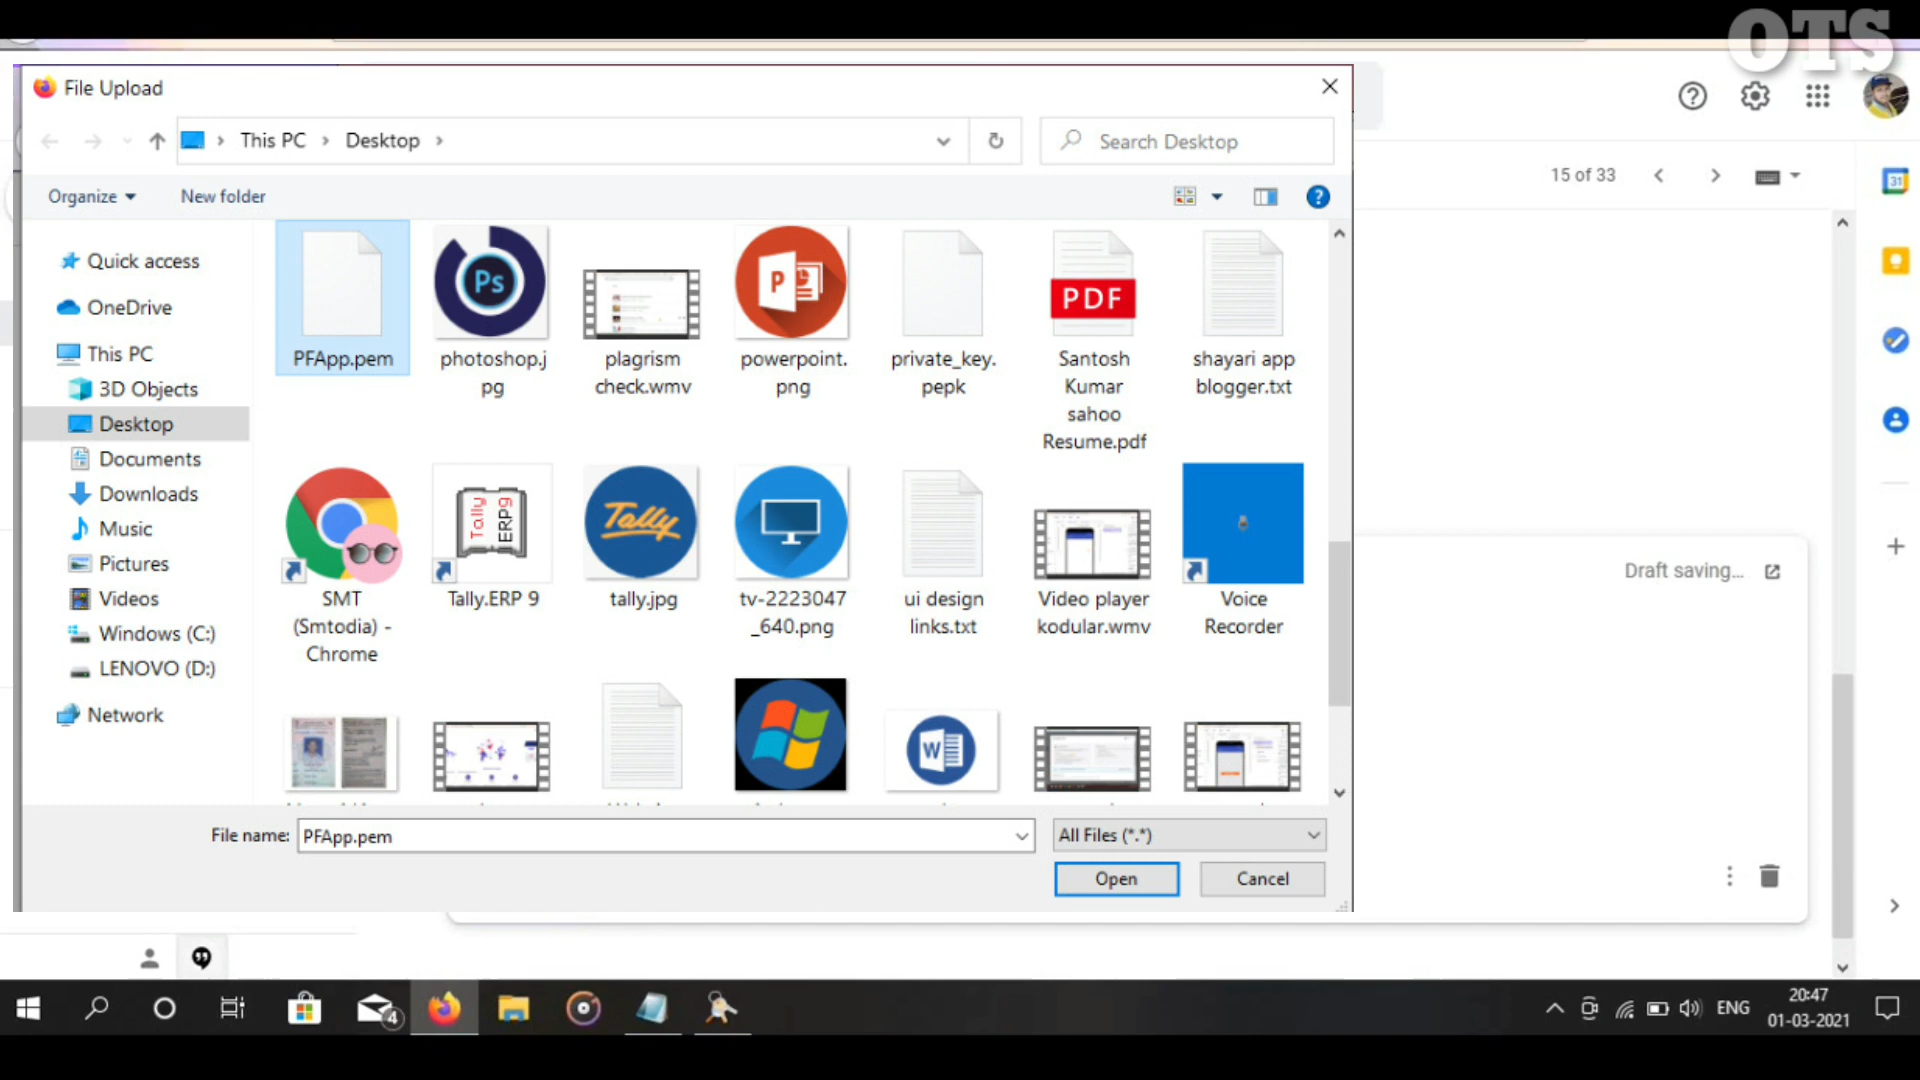 OTS
File Upload
This PC
Desktop
Search Desktop
Organize
New folder
15 of 33
31
Quick access
OneDrive
This PC
3D Objects
Desktop
Documents
Downloads
Music
Pictures
Videos
Windows (C:)
LENOVO (D:)
Network
PFApp.pem
Ps
photoshop.j
pg
plagrism
check.wmv
P
powerpoint.
png
private_key.
pepk
PDF
Santosh
Kumar
sahoo
Resume.pdf
shayari app
blogger.txt
SMT
(Smtodia) -
Chrome
Tally
ERPg
Tally.ERP 9
Tally
tally.jpg
tv-2223047
_640.png
ui design
links.txt
Video player
kodular.wmv
Voice
Recorder
W
Draft saving...
File name:
PFApp.pem
All Files (*.*)
Open
Cancel
4
ENG
20:47
01-03-2021